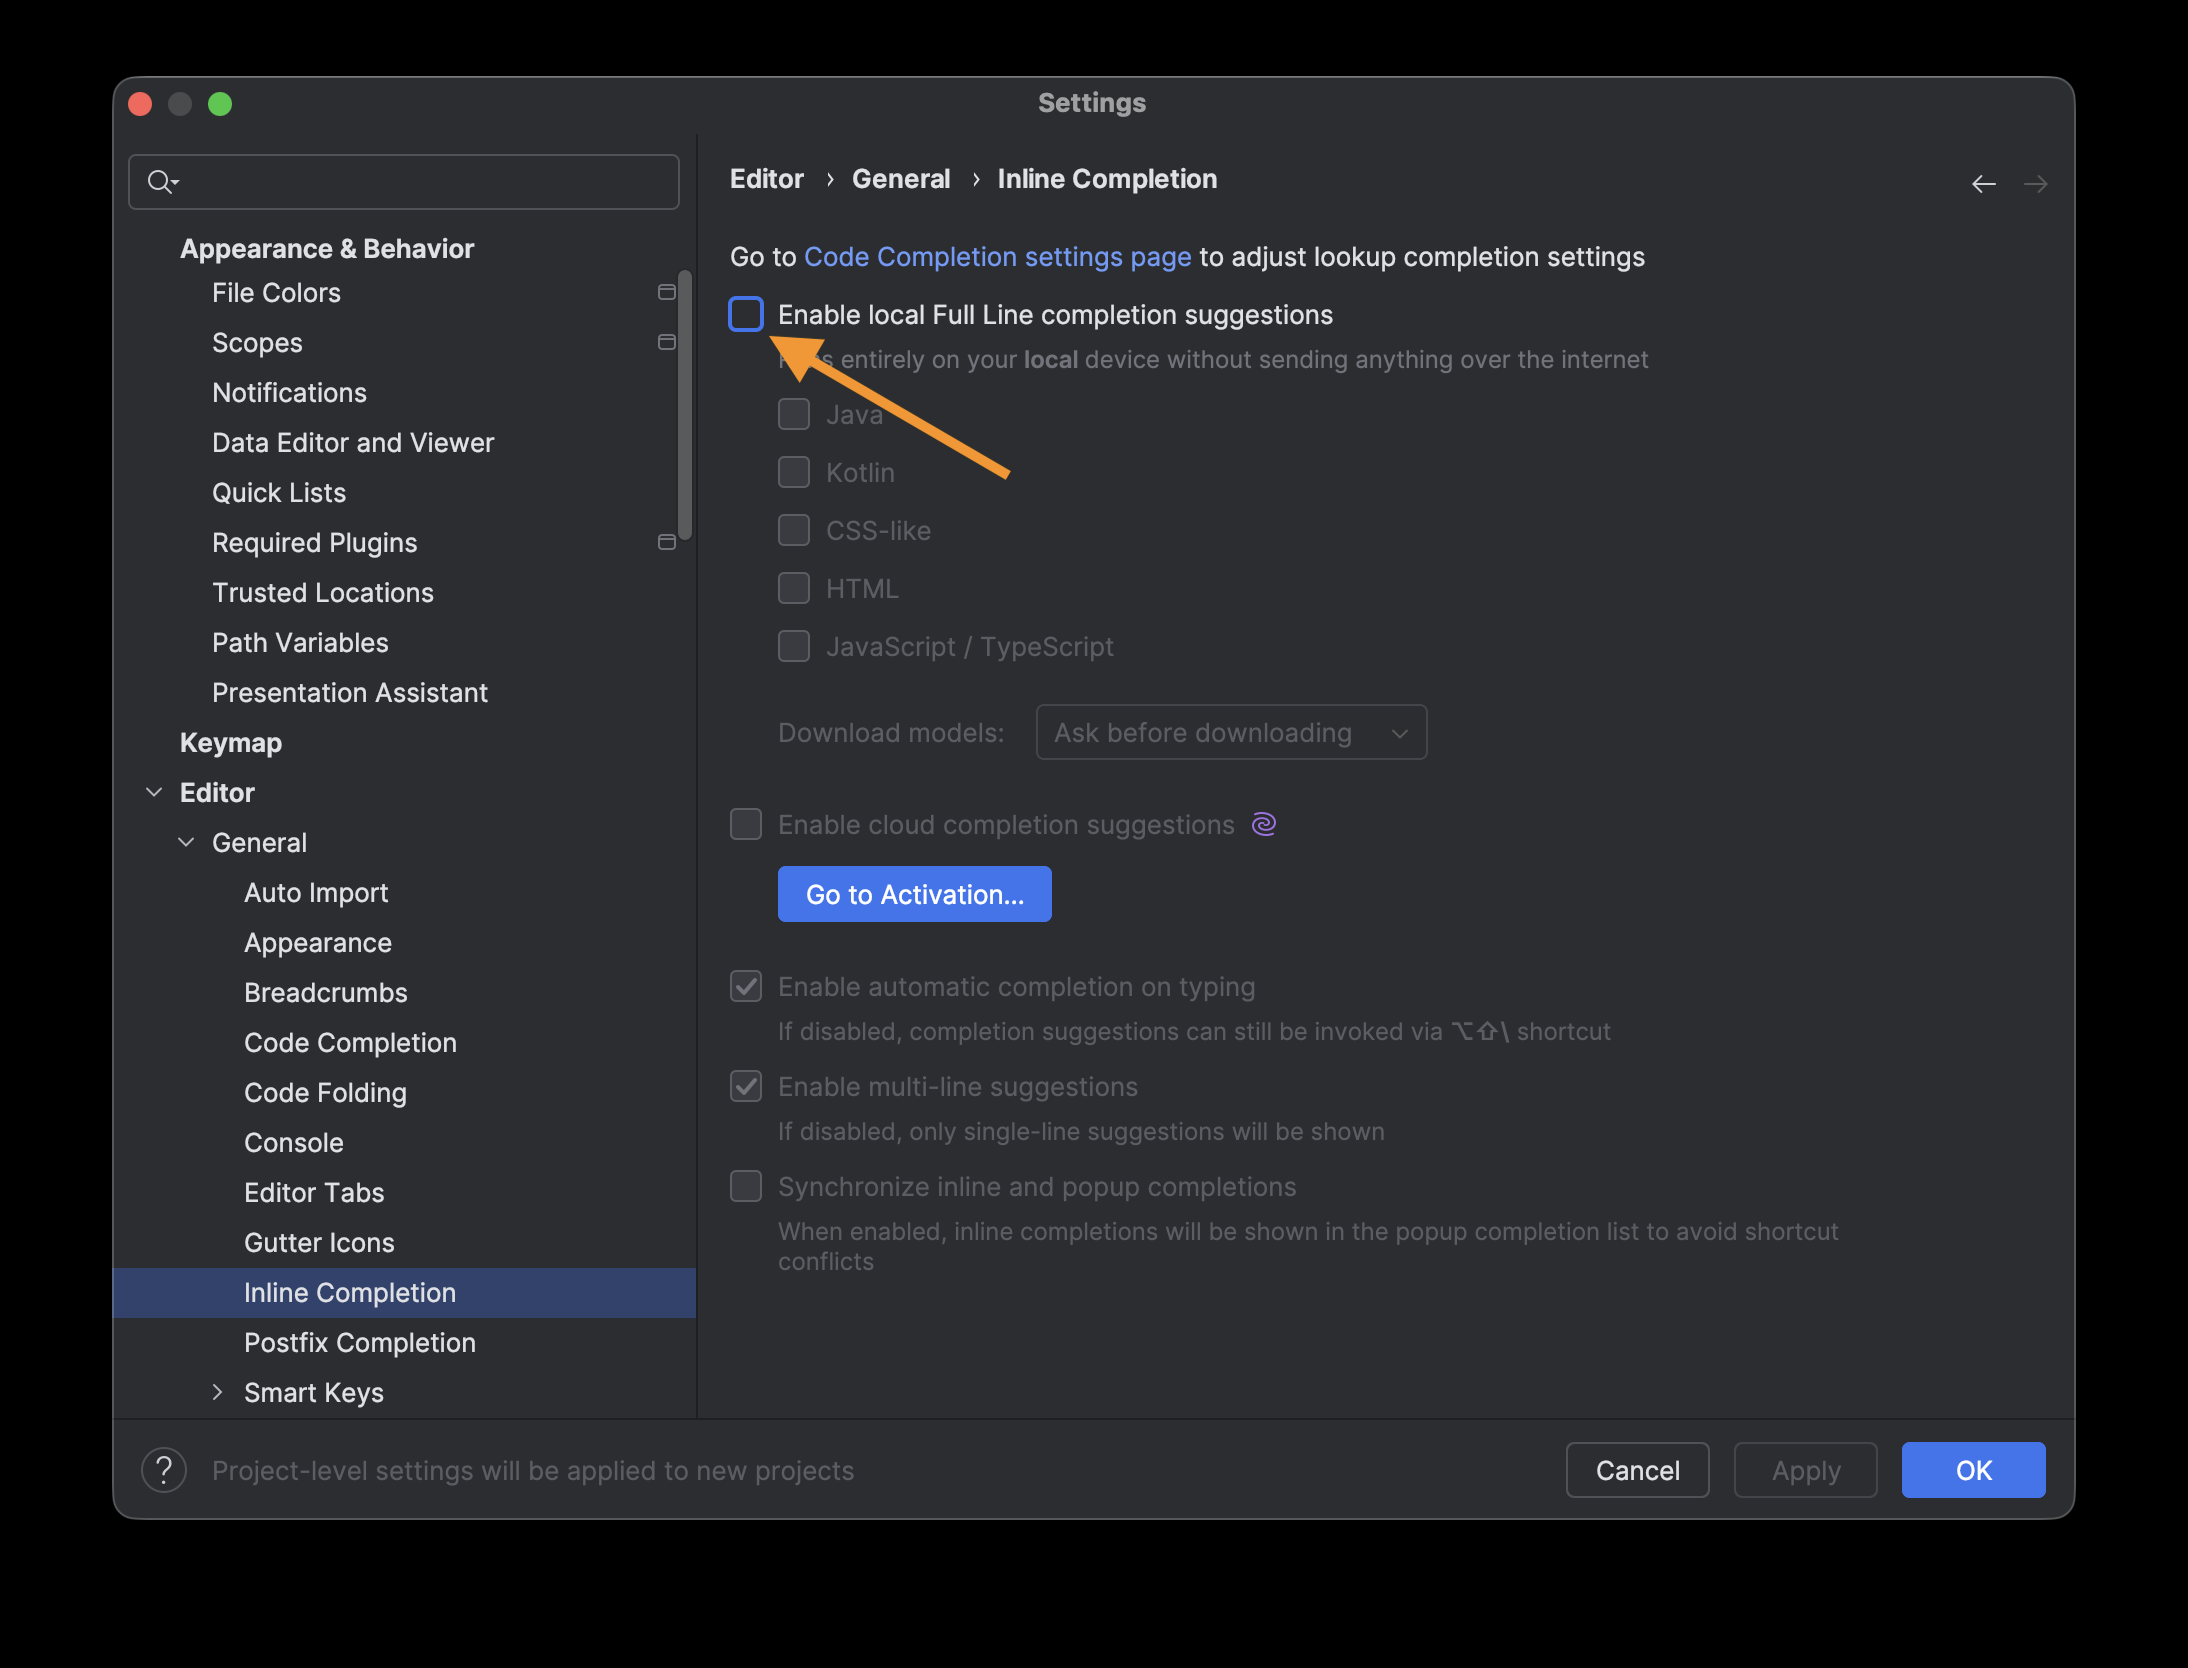 Settings
Appearance & Behavior
File Colors
Scopes
Notifications
Data Editor and Viewer
Quick Lists
Required Plugins
Trusted Locations
Path Variables
Presentation Assistant
Keymap
Editor
General
Auto Import
Appearance
Breadcrumbs
Code Completion
Code Folding
Console
Editor Tabs
Gutter Icons
Inline Completion
Postfix Completion
Smart Keys
Editor › General › Inline Completion
Go to Code Completion settings page to adjust lookup completion settings
Enable local Full Line completion suggestions
entirely on your local device without sending anything over the internet
Java
Kotlin
CSS-like
HTML
JavaScript / TypeScript
Download models: Ask before downloading
Enable cloud completion suggestions
Go to Activation...
Enable automatic completion on typing
If disabled, completion suggestions can still be invoked via ⌥⇧\ shortcut
Enable multi-line suggestions
If disabled, only single-line suggestions will be shown
Synchronize inline and popup completions
When enabled, inline completions will be shown in the popup completion list to avoid shortcut
conflicts
? Project-level settings will be applied to new projects
Cancel Apply OK